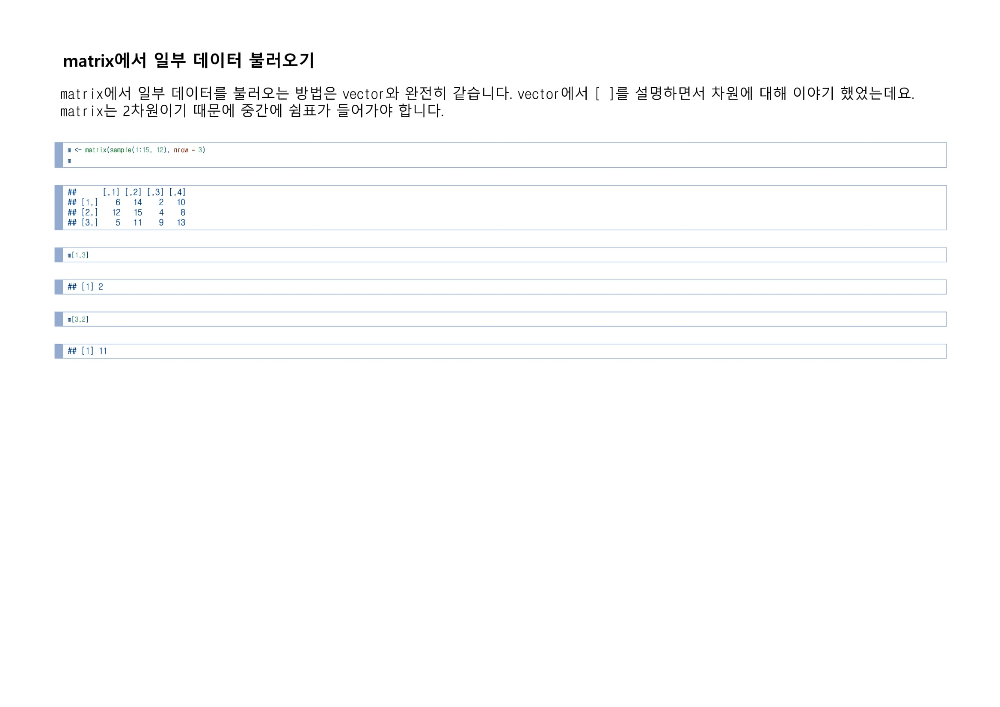 matrix에서 일부 데이터 불러오기
matrix에서 일부 데이터를 불러오는 방법은 vector와 완전히 같습니다. vector에서 [ ]를 설명하면서 차원에 대해 이야기 했었는데요.
matrix는 2차원이기 때문에 중간에 쉼표가 들어가야 합니다.
m <- matrix(sample(1:15, 12), nrow = 3)
m
##      [,1] [,2] [,3] [,4]
## [1,]    6   14    2   10
## [2,]   12   15    4    8
## [3,]    5   11    9   13
m[1,3]
## [1] 2
m[3,2]
## [1] 11